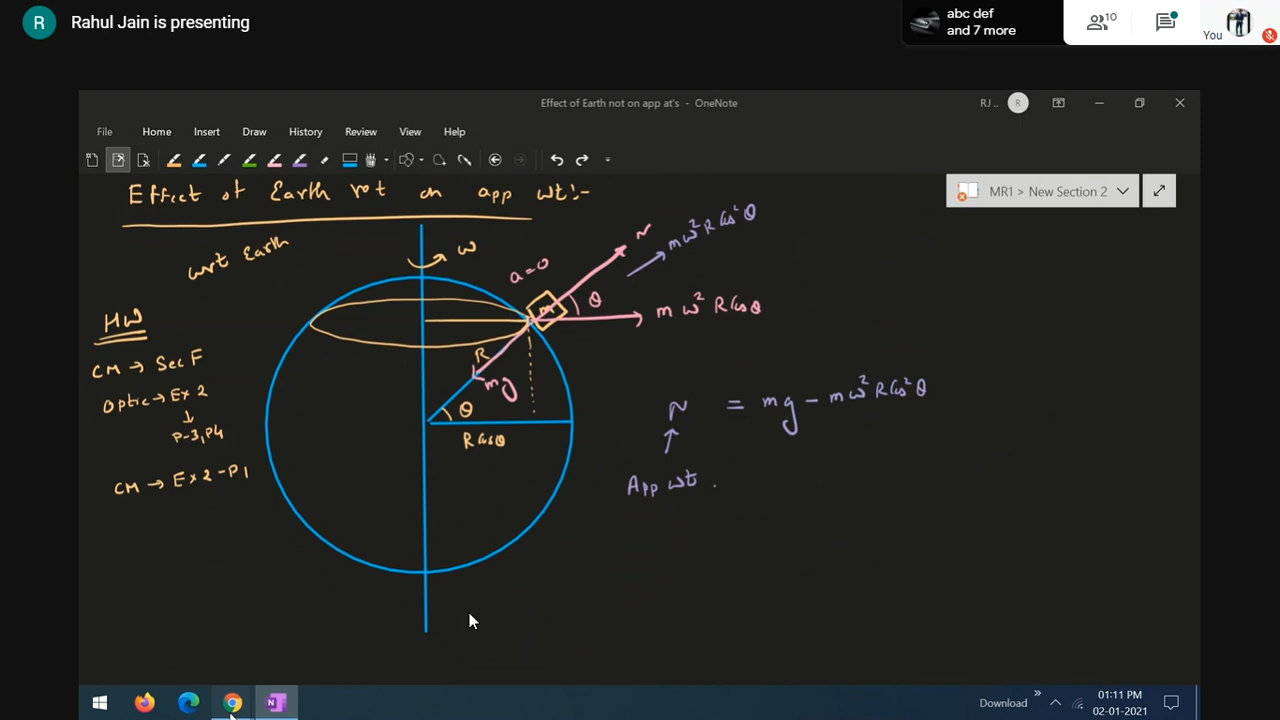 R Rahul Jain is presenting
abc def
and 7 more
10
You
Effect of Earth not on app at's - OneNote
RJ ..
R
File Home Insert Draw History Review View Help
MR1 > New Section 2
Effect of Earth rot on app wt :-
wrt Earth
ω
a=0
N
mω²R Cos²θ
m
θ
mω² R Cosθ
HW
CM → Sec F
Optic → Ex 2
↓
P-3, P4
CM → Ex 2 - P1
R
mg
θ
R Cosθ
N = mg - mω²R Cos²θ
↑
App wt .
N
Download
01:11 PM
02-01-2021